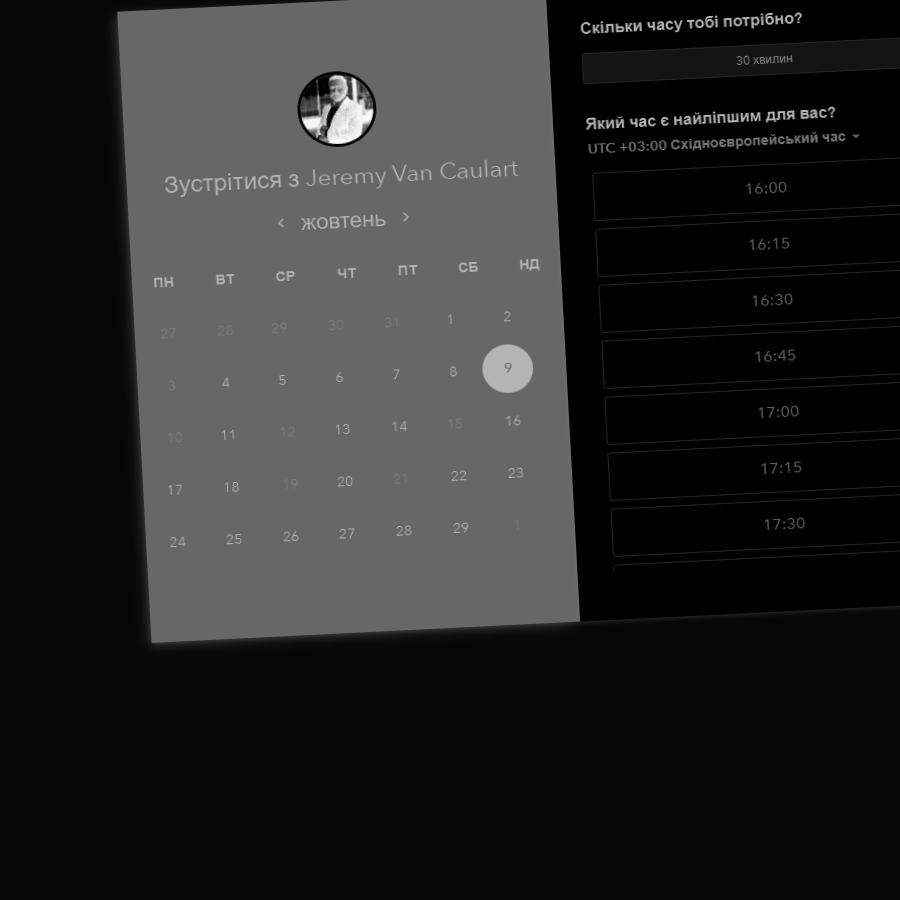 Зустрітися з Jeremy Van Caulart
жовтень
ПН ВТ СР ЧТ ПТ СБ НД
27 28 29 30 31 1 2
3 4 5 6 7 8 9
10 11 12 13 14 15 16
17 18 19 20 21 22 23
24 25 26 27 28 29 1
Скільки часу тобі потрібно?
30 хвилин
Який час є найліпшим для вас?
UTC +03:00 Східноєвропейський час
16:00
16:15
16:30
16:45
17:00
17:15
17:30